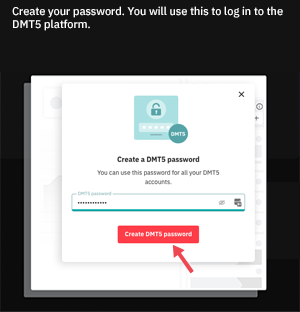 Create your password. You will use this to log in to the
DMT5 platform.
DMT5
Create a DMT5 password
You can use this password for all your DMT5
accounts.
DMT5 password
••••••••••••
Create DMT5 password